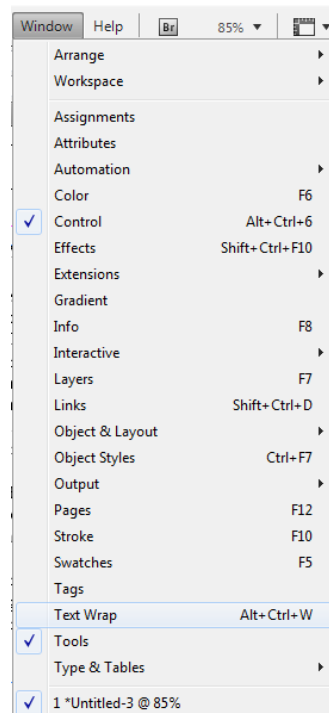 Window Help Br 85%
Arrange
Workspace
Assignments
Attributes
Automation
Color F6
Control Alt+Ctrl+6
Effects Shift+Ctrl+F10
Extensions
Gradient
Info F8
Interactive
Layers F7
Links Shift+Ctrl+D
Object & Layout
Object Styles Ctrl+F7
Output
Pages F12
Stroke F10
Swatches F5
Tags
Text Wrap Alt+Ctrl+W
Tools
Type & Tables
1 *Untitled-3 @ 85%